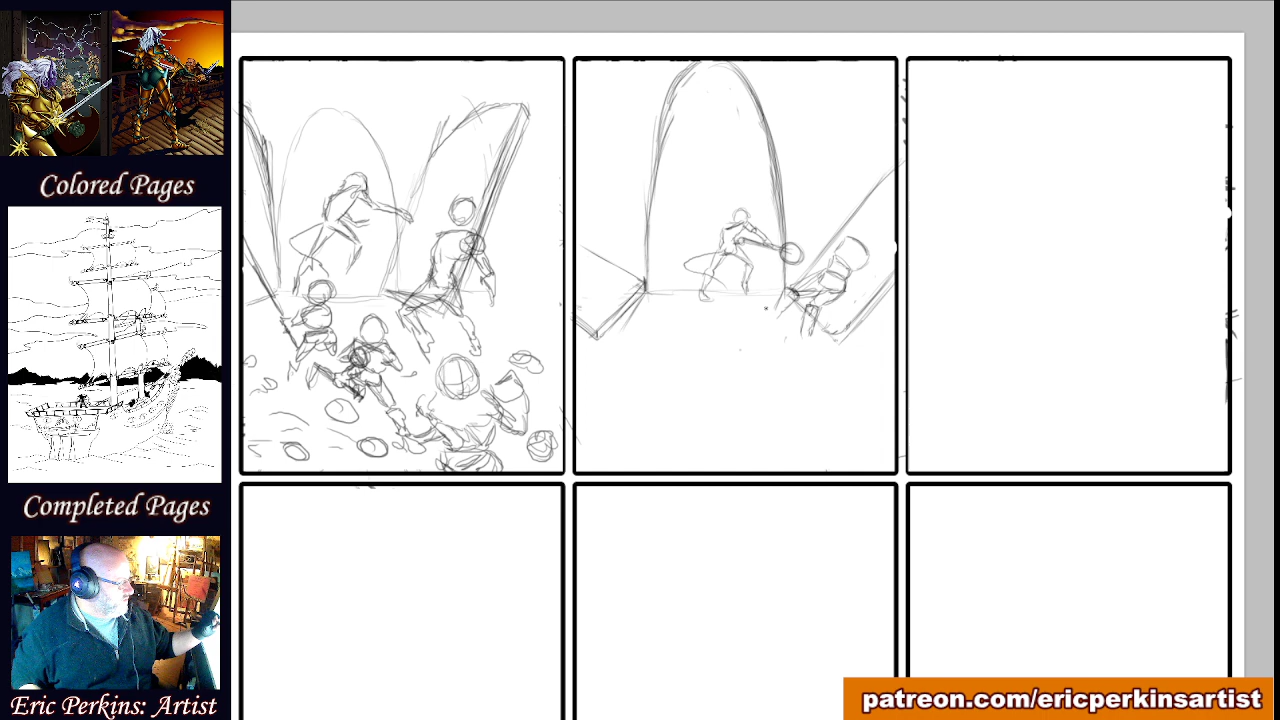 Colored Pages
Completed Pages
Eric Perkins: Artist
patreon.com/ericperkinsartist